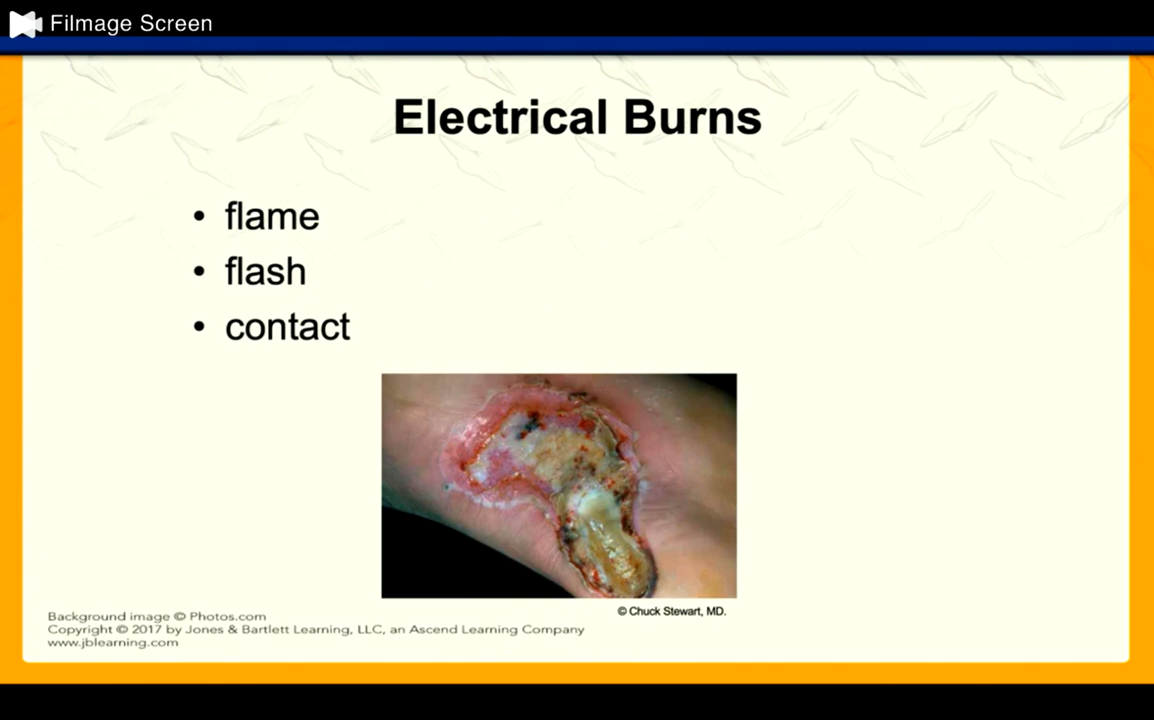 Filmage Screen
Electrical Burns
• flame
• flash
• contact
© Chuck Stewart, MD.
Background image © Photos.com
Copyright © 2017 by Jones & Bartlett Learning, LLC, an Ascend Learning Company
www.jblearning.com